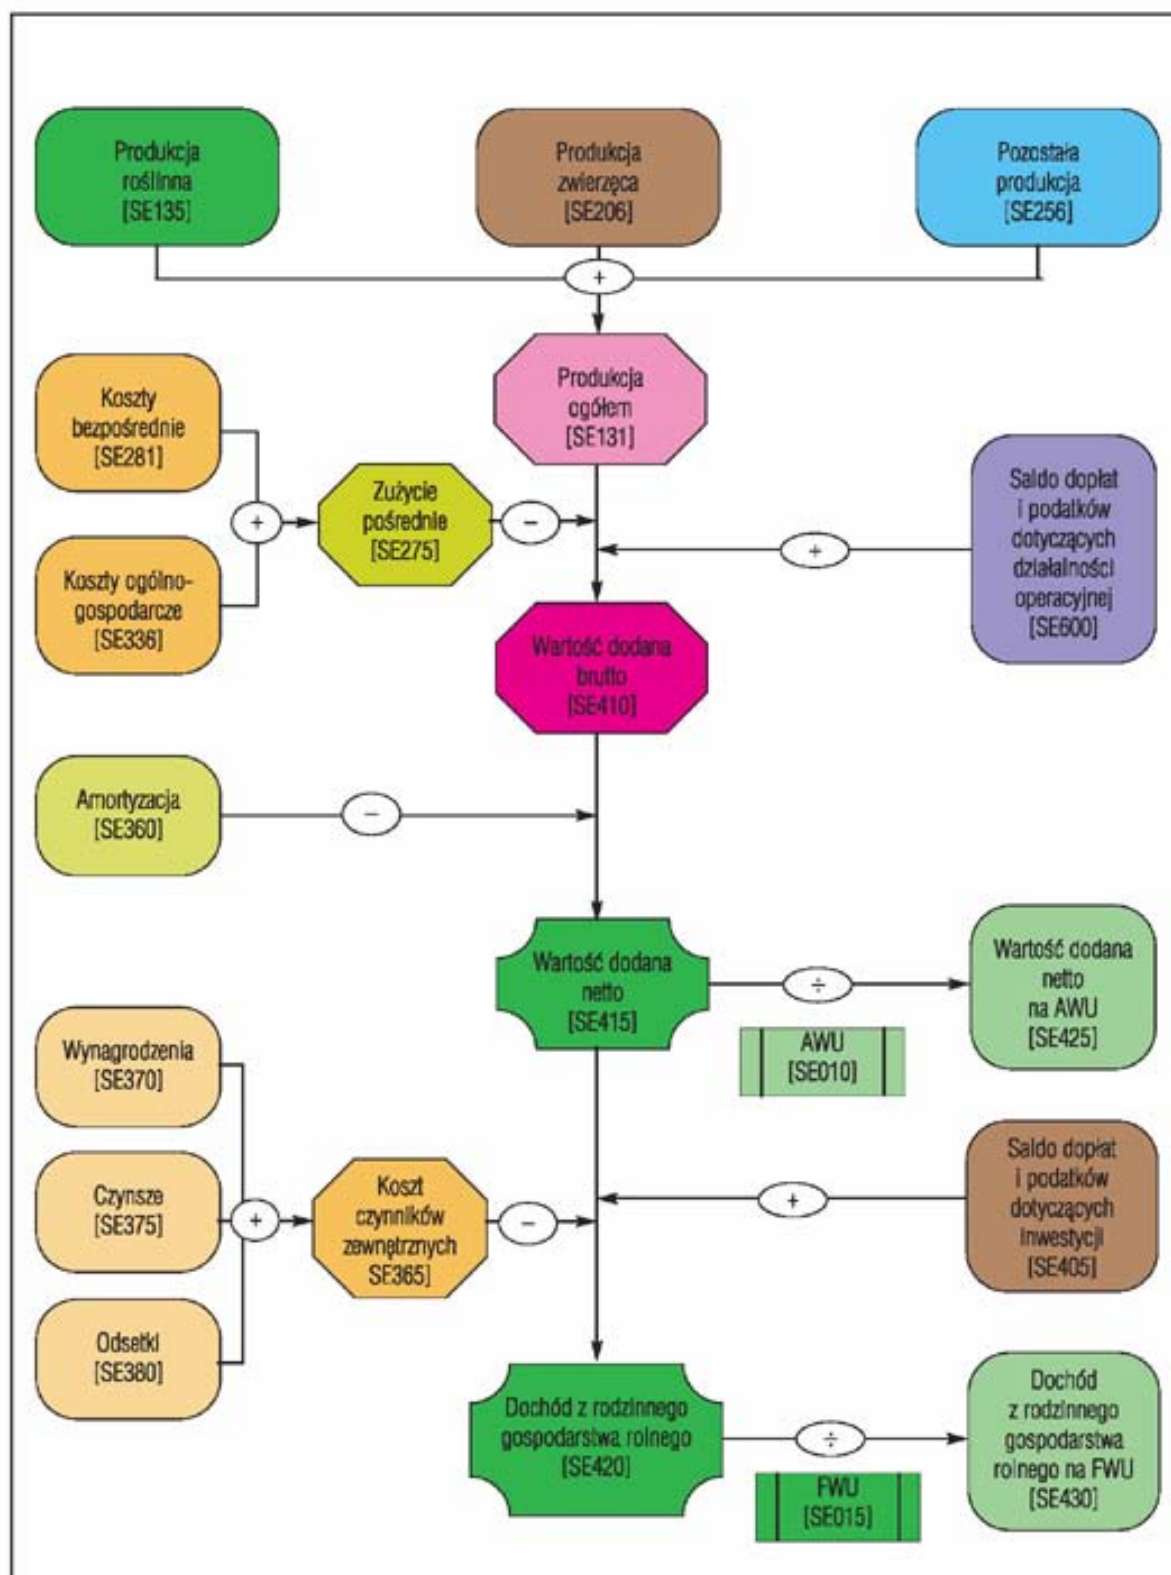 Produkcja
roślinna
[SE135]
Produkcja
zwierzęca
[SE206]
Pozostała
produkcja
[SE256]
+
Produkcja
ogółem
[SE131]
Koszty
bezpośrednie
[SE281]
Koszty ogólno-
gospodarcze
[SE336]
+
Zużycie
pośrednie
[SE275]
−
Saldo dopłat
i podatków
dotyczących
działalności
operacyjnej
[SE600]
+
Wartość dodana
brutto
[SE410]
Amortyzacja
[SE360]
−
Wartość dodana
netto
[SE415]
÷
AWU
[SE010]
Wartość dodana
netto
na AWU
[SE425]
Wynagrodzenia
[SE370]
Czynsze
[SE375]
Odsetki
[SE380]
+
Koszt
czynników
zewnętrznych
SE365]
−
Saldo dopłat
i podatków
dotyczących
inwestycji
[SE405]
+
Dochód z rodzinnego
gospodarstwa rolnego
[SE420]
÷
FWU
[SE015]
Dochód
z rodzinnego
gospodarstwa
rolnego na FWU
[SE430]